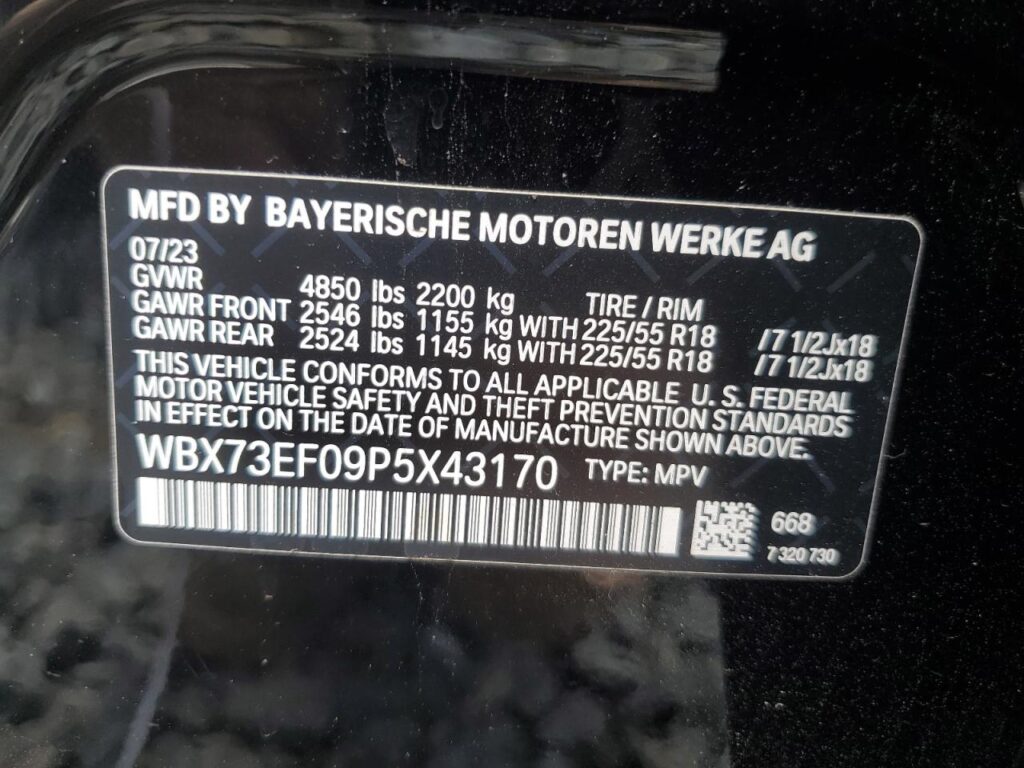 MFD BY BAYERISCHE MOTOREN WERKE AG
07/23
GVWR 4850 lbs 2200 kg TIRE / RIM
GAWR FRONT 2546 lbs 1155 kg WITH 225/55 R18 /7 1/2Jx18
GAWR REAR 2524 lbs 1145 kg WITH 225/55 R18 /7 1/2Jx18
THIS VEHICLE CONFORMS TO ALL APPLICABLE U. S. FEDERAL
MOTOR VEHICLE SAFETY AND THEFT PREVENTION STANDARDS
IN EFFECT ON THE DATE OF MANUFACTURE SHOWN ABOVE.
WBX73EF09P5X43170 TYPE: MPV
668
7 320 730